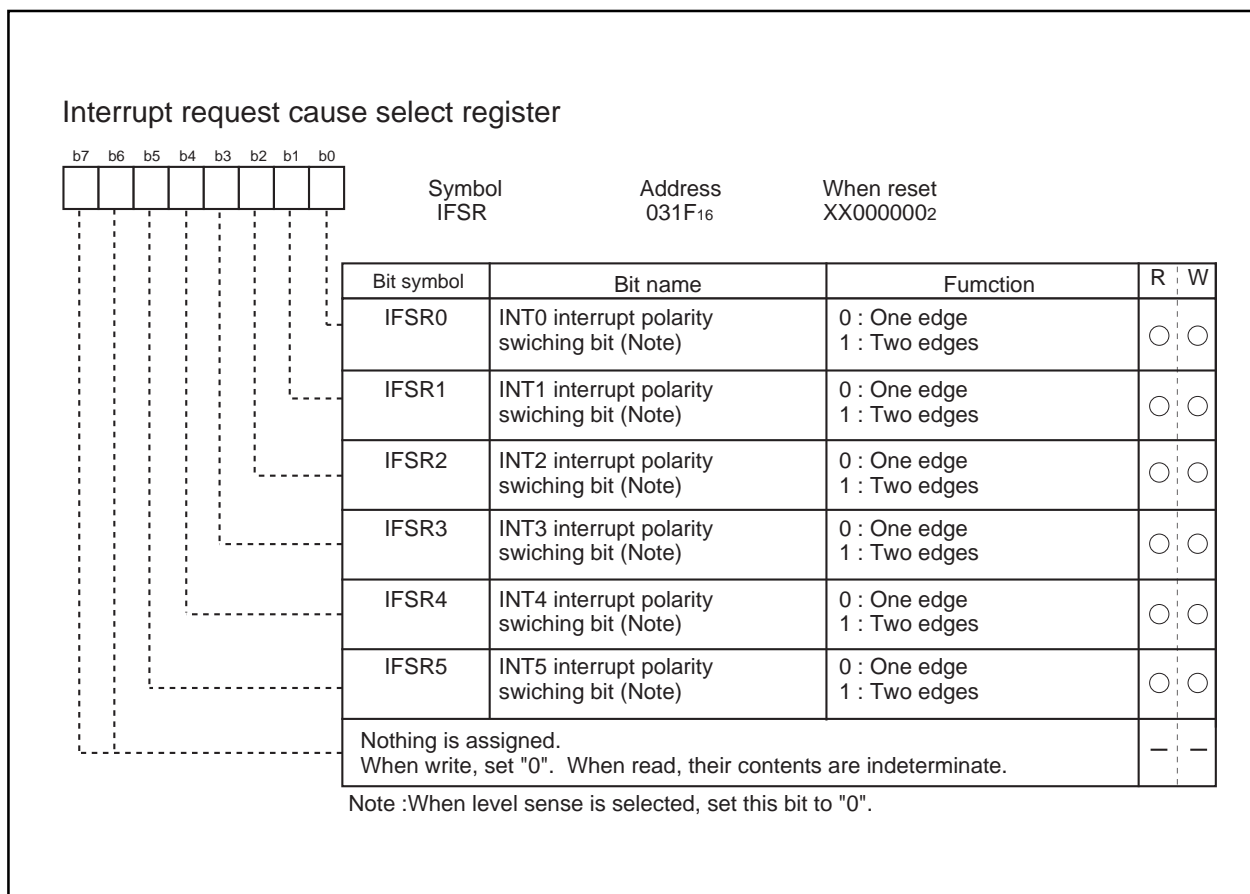 Interrupt request cause select register
b7 b6 b5 b4 b3 b2 b1 b0
Symbol Address When reset
IFSR 031F16 XX0000002
Bit symbol Bit name Fumction R W
IFSR0 INT0 interrupt polarity 0 : One edge
swiching bit (Note) 1 : Two edges
IFSR1 INT1 interrupt polarity 0 : One edge
swiching bit (Note) 1 : Two edges
IFSR2 INT2 interrupt polarity 0 : One edge
swiching bit (Note) 1 : Two edges
IFSR3 INT3 interrupt polarity 0 : One edge
swiching bit (Note) 1 : Two edges
IFSR4 INT4 interrupt polarity 0 : One edge
swiching bit (Note) 1 : Two edges
IFSR5 INT5 interrupt polarity 0 : One edge
swiching bit (Note) 1 : Two edges
Nothing is assigned.
When write, set "0". When read, their contents are indeterminate. – –
Note :When level sense is selected, set this bit to "0".